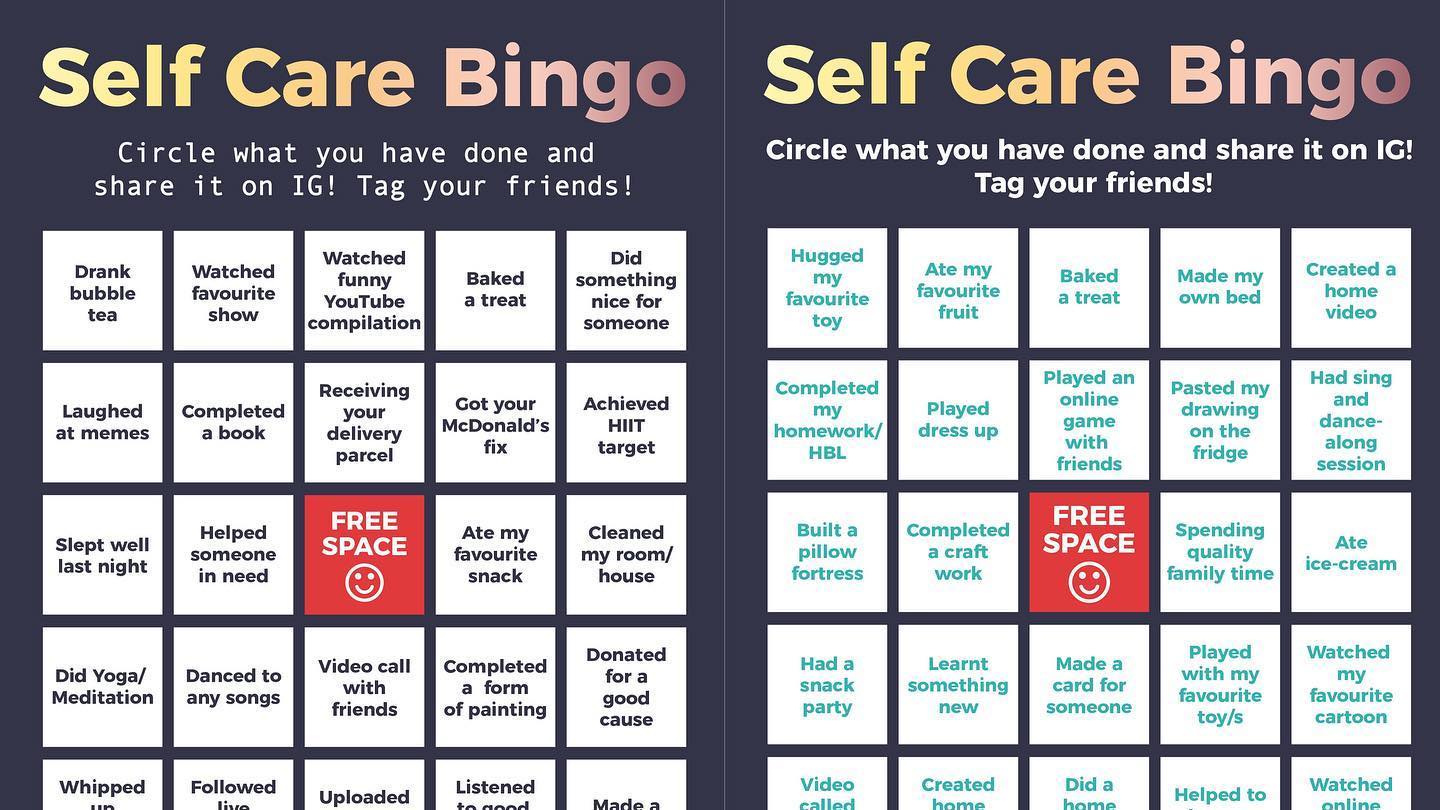 Self Care Bingo
Circle what you have done and
share it on IG! Tag your friends!
Drank
bubble
tea
Watched
favourite
show
Watched
funny
YouTube
compilation
Baked
a treat
Did
something
nice for
someone
Laughed
at memes
Completed
a book
Receiving
your
delivery
parcel
Got your
McDonald's
fix
Achieved
HIIT
target
Slept well
last night
Helped
someone
in need
FREE
SPACE
Ate my
favourite
snack
Cleaned
my room/
house
Did Yoga/
Meditation
Danced to
any songs
Video call
with
friends
Completed
a form
of painting
Donated
for a
good
cause
Whipped
up
Followed
live
Uploaded
Listened
to good
Made a
Self Care Bingo
Circle what you have done and share it on IG!
Tag your friends!
Hugged
my
favourite
toy
Ate my
favourite
fruit
Baked
a treat
Made my
own bed
Created a
home
video
Completed
my
homework/
HBL
Played
dress up
Played an
online
game
with
friends
Pasted my
drawing
on the
fridge
Had sing
and
dance-
along
session
Built a
pillow
fortress
Completed
a craft
work
FREE
SPACE
Spending
quality
family time
Ate
ice-cream
Had a
snack
party
Learnt
something
new
Made a
card for
someone
Played
with my
favourite
toy/s
Watched
my
favourite
cartoon
Video
called
Created
home
Did a
home
Helped to
Watched
online